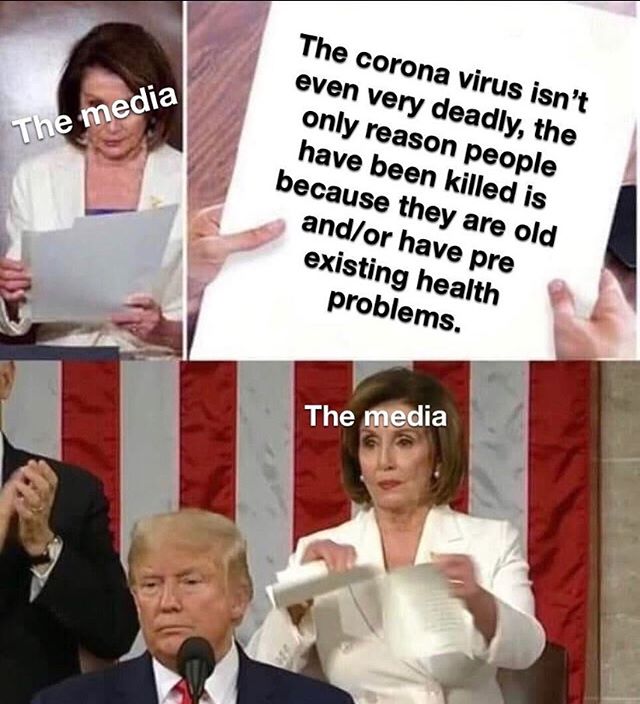 The media
The corona virus isn't
even very deadly, the
only reason people
have been killed is
because they are old
and/or have pre
existing health
problems.
The media